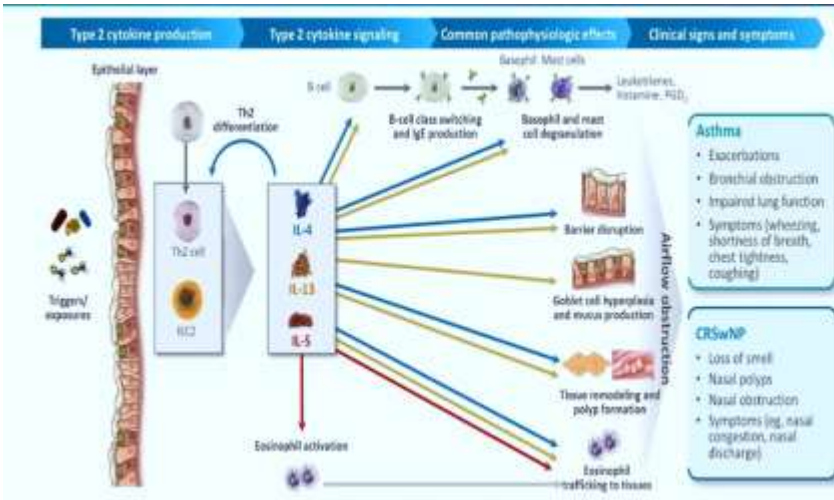 Type 2 cytokine production
Type 2 cytokine signaling
Common pathophysiologic effects
Clinical signs and symptoms
Epithelial layer
Triggers/
exposures
Th2 cell
ILC2
Th2
differentiation
IL-4
IL-13
IL-5
Eosinophil activation
B cell
B-cell class switching
and IgE production
Basophil Mast cells
Basophil and mast
cell degranulation
Leukotrienes,
histamine, PGD₂
Barrier disruption
Goblet cell hyperplasia
and mucus production
Tissue remodeling and
polyp formation
Eosinophil
trafficking to tissues
Airflow obstruction
Asthma
• Exacerbations
• Bronchial obstruction
• Impaired lung function
• Symptoms (wheezing,
shortness of breath,
chest tightness,
coughing)
CRSwNP
• Loss of smell
• Nasal polyps
• Nasal obstruction
• Symptoms (eg, nasal
congestion, nasal
discharge)